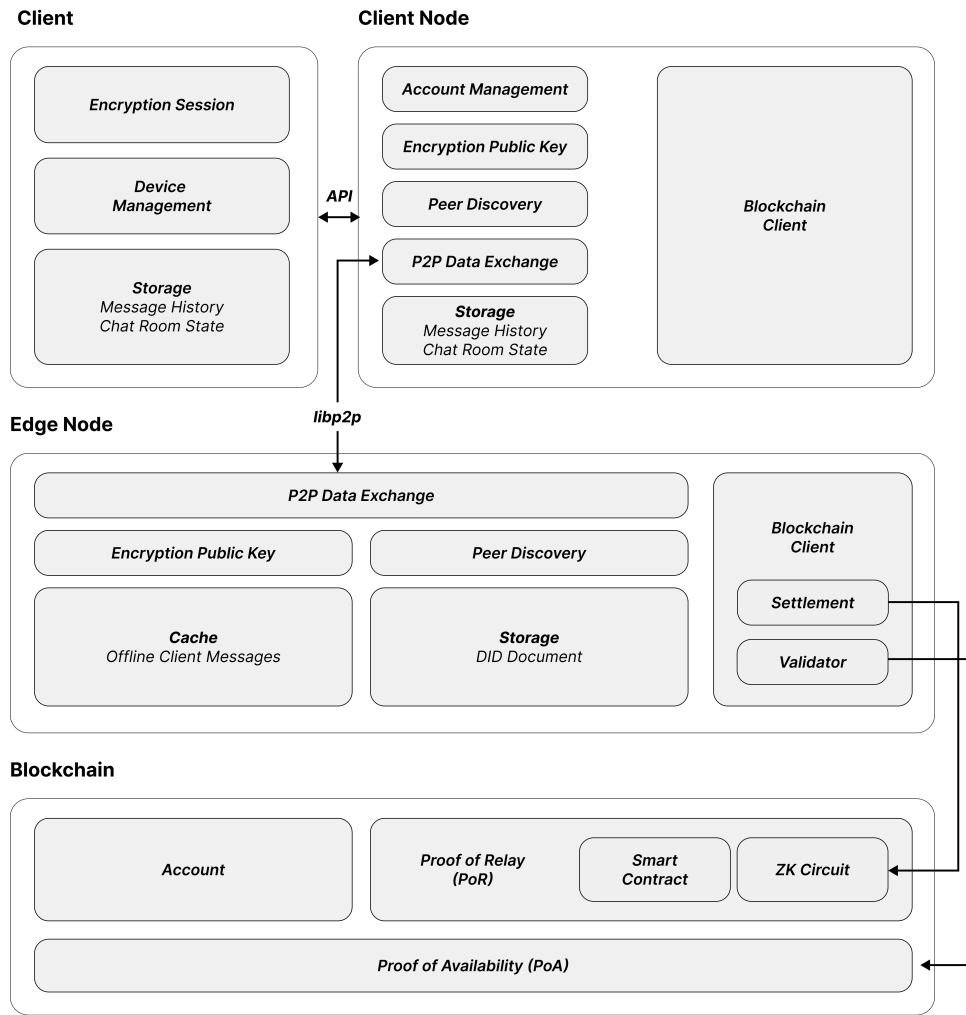 Client
Encryption Session
Device
Management
Storage
Message History
Chat Room State
API
Client Node
Account Management
Encryption Public Key
Peer Discovery
P2P Data Exchange
Storage
Message History
Chat Room State
Blockchain
Client
libp2p
Edge Node
P2P Data Exchange
Encryption Public Key
Peer Discovery
Cache
Offline Client Messages
Storage
DID Document
Blockchain
Client
Settlement
Validator
Blockchain
Account
Proof of Relay
(PoR)
Smart
Contract
ZK Circuit
Proof of Availability (PoA)